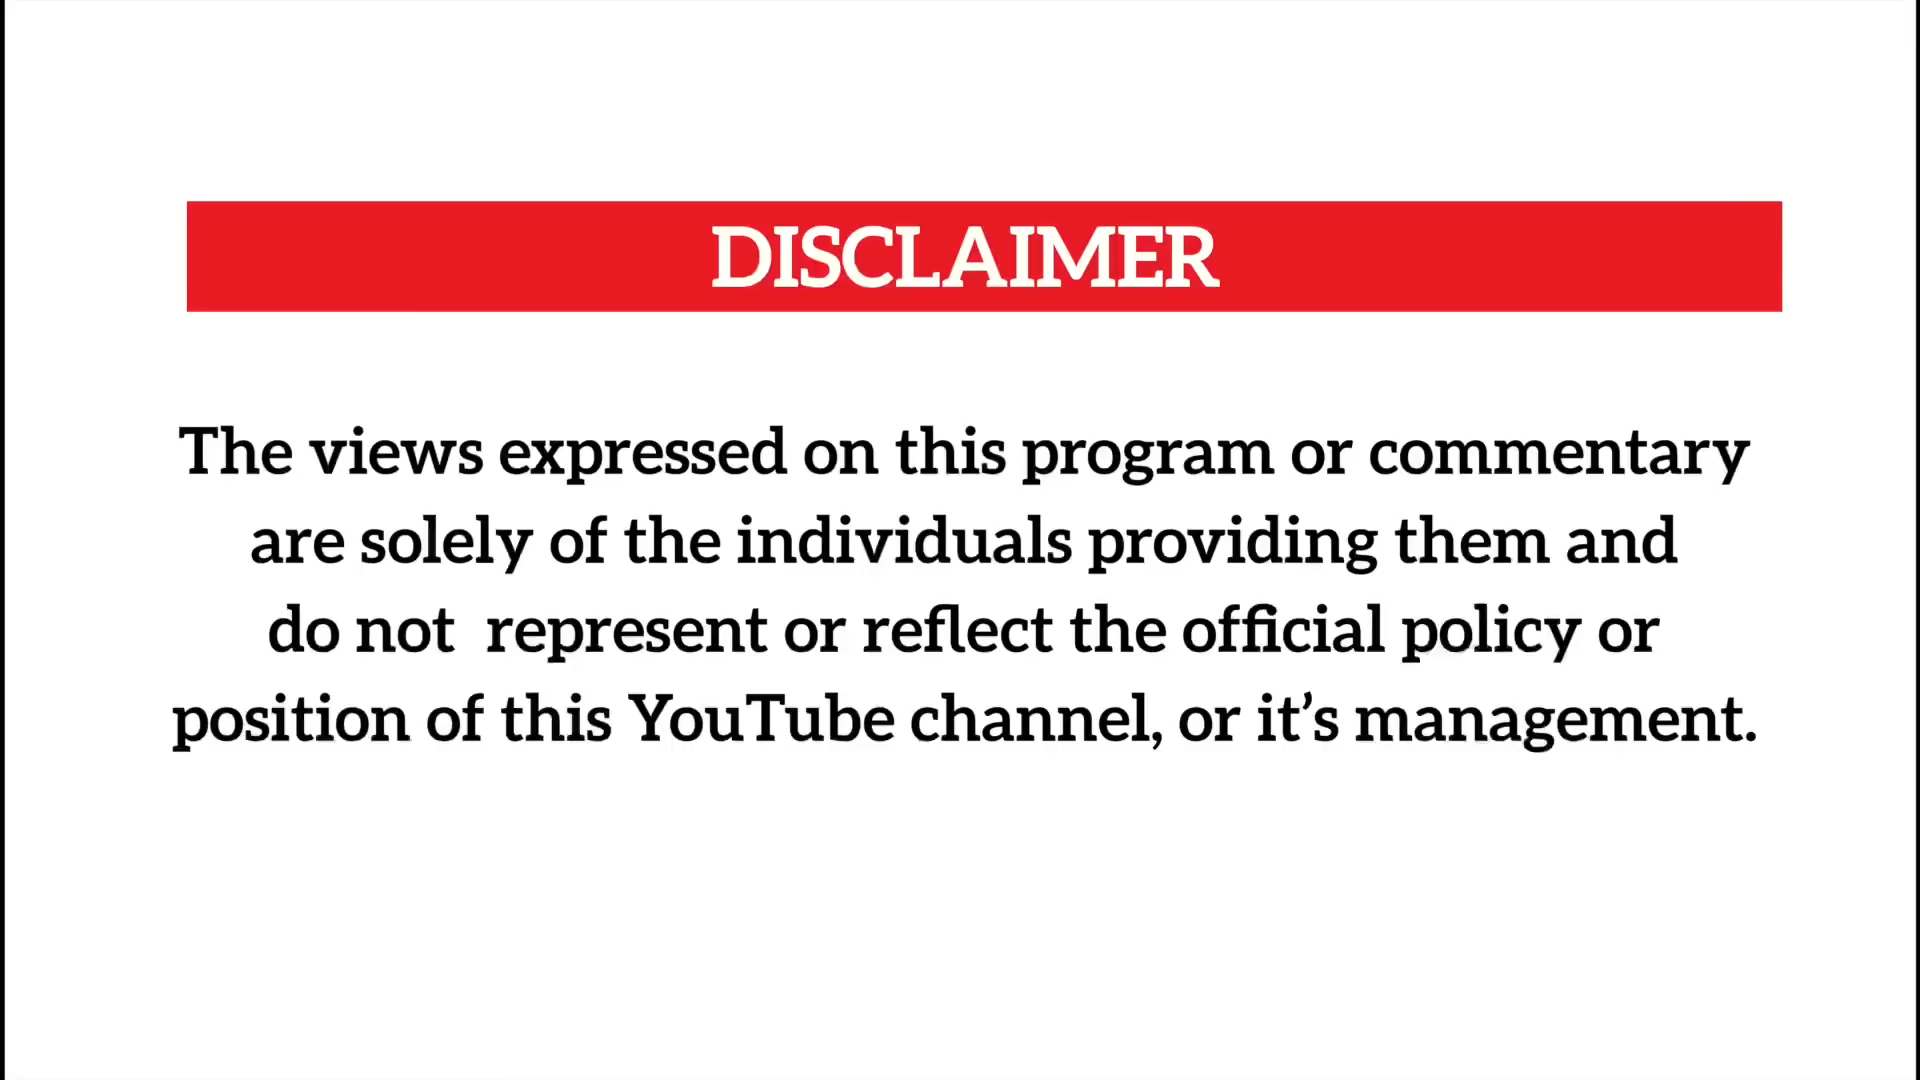 DISCLAIMER
The views expressed on this program or commentary
are solely of the individuals providing them and
do not  represent or reflect the official policy or
position of this YouTube channel, or it’s management.